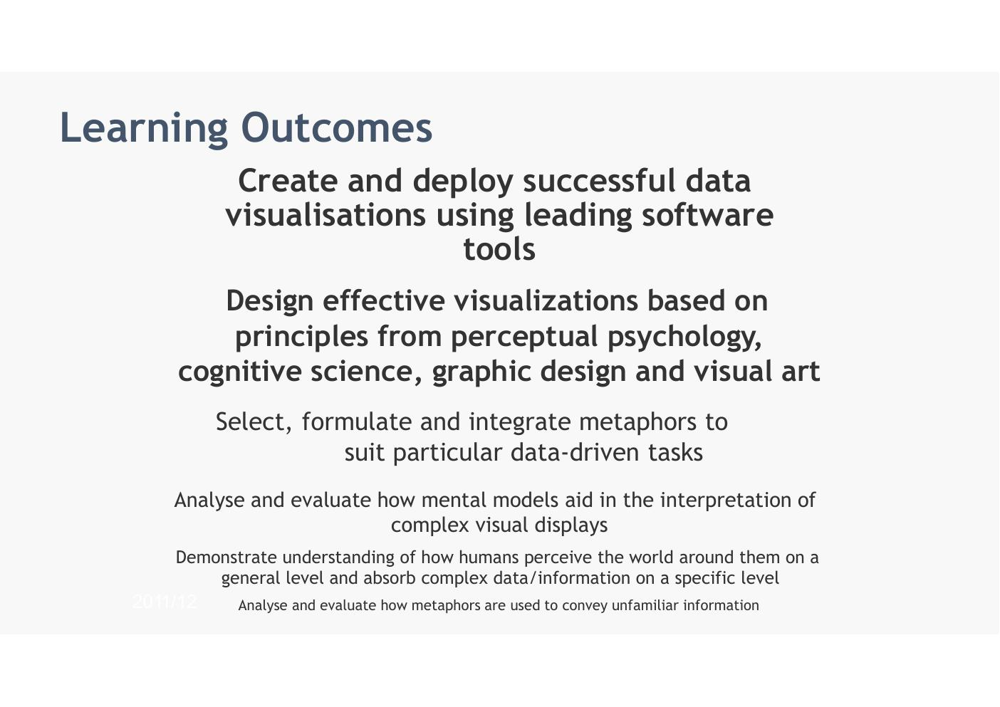 Learning Outcomes
Create and deploy successful data
visualisations using leading software
tools
Design effective visualizations based on
principles from perceptual psychology,
cognitive science, graphic design and visual art
Select, formulate and integrate metaphors to
suit particular data-driven tasks
Analyse and evaluate how mental models aid in the interpretation of
complex visual displays
Demonstrate understanding of how humans perceive the world around them on a
general level and absorb complex data/information on a specific level
2011/12
Analyse and evaluate how metaphors are used to convey unfamiliar information